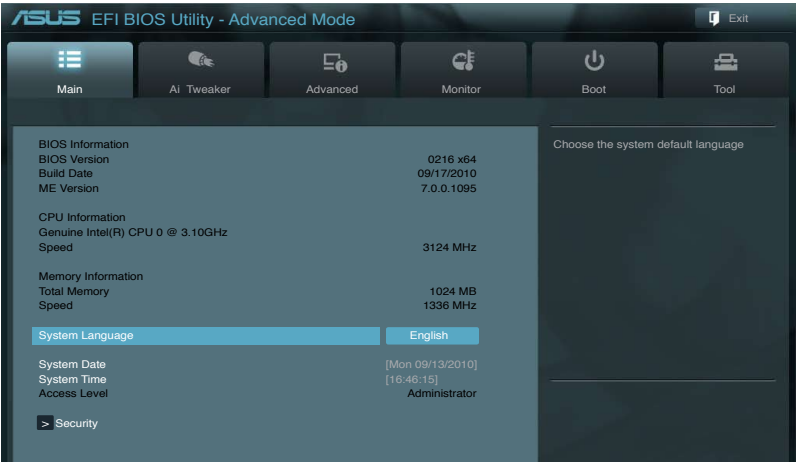 ASUS EFI BIOS Utility - Advanced Mode
Exit
Main Ai Tweaker Advanced Monitor Boot Tool
BIOS Information
BIOS Version 0216 x64
Build Date 09/17/2010
ME Version 7.0.0.1095
CPU Information
Genuine Intel(R) CPU 0 @ 3.10GHz
Speed 3124 MHz
Memory Information
Total Memory 1024 MB
Speed 1336 MHz
System Language English
System Date [Mon 09/13/2010]
System Time [16:46:15]
Access Level Administrator
> Security
Choose the system default language